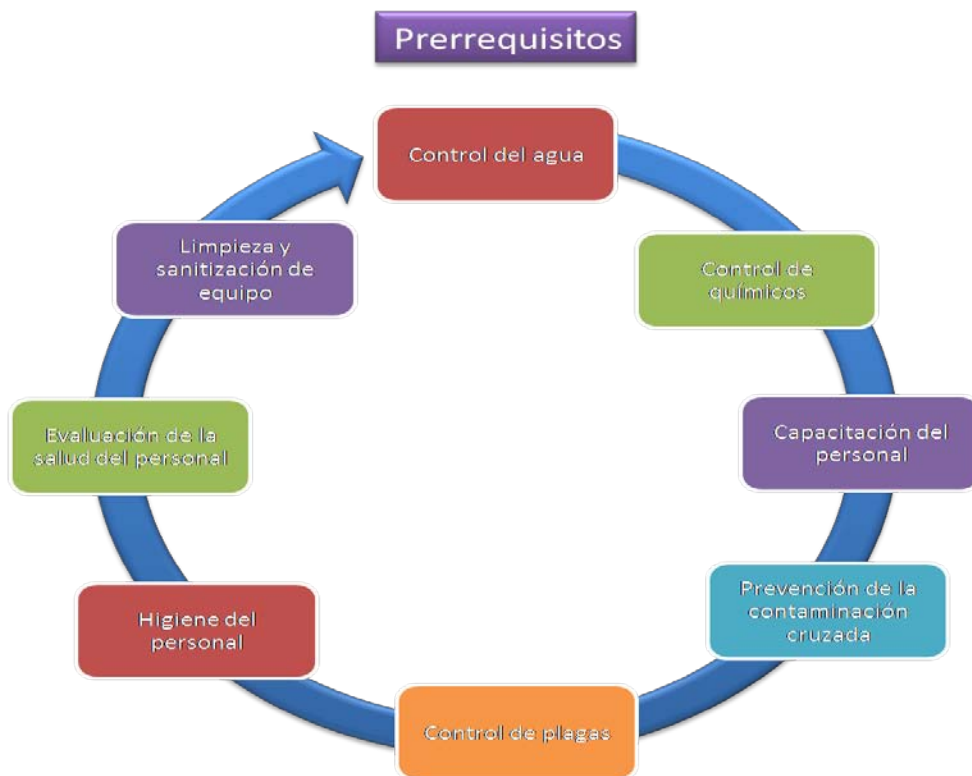 Prerrequisitos
Control del agua
Control de
químicos
Capacitación del
personal
Prevención de la
contaminación
cruzada
Control de plagas
Higiene del
personal
Evaluación de la
salud del personal
Limpieza y
sanitización de
equipo